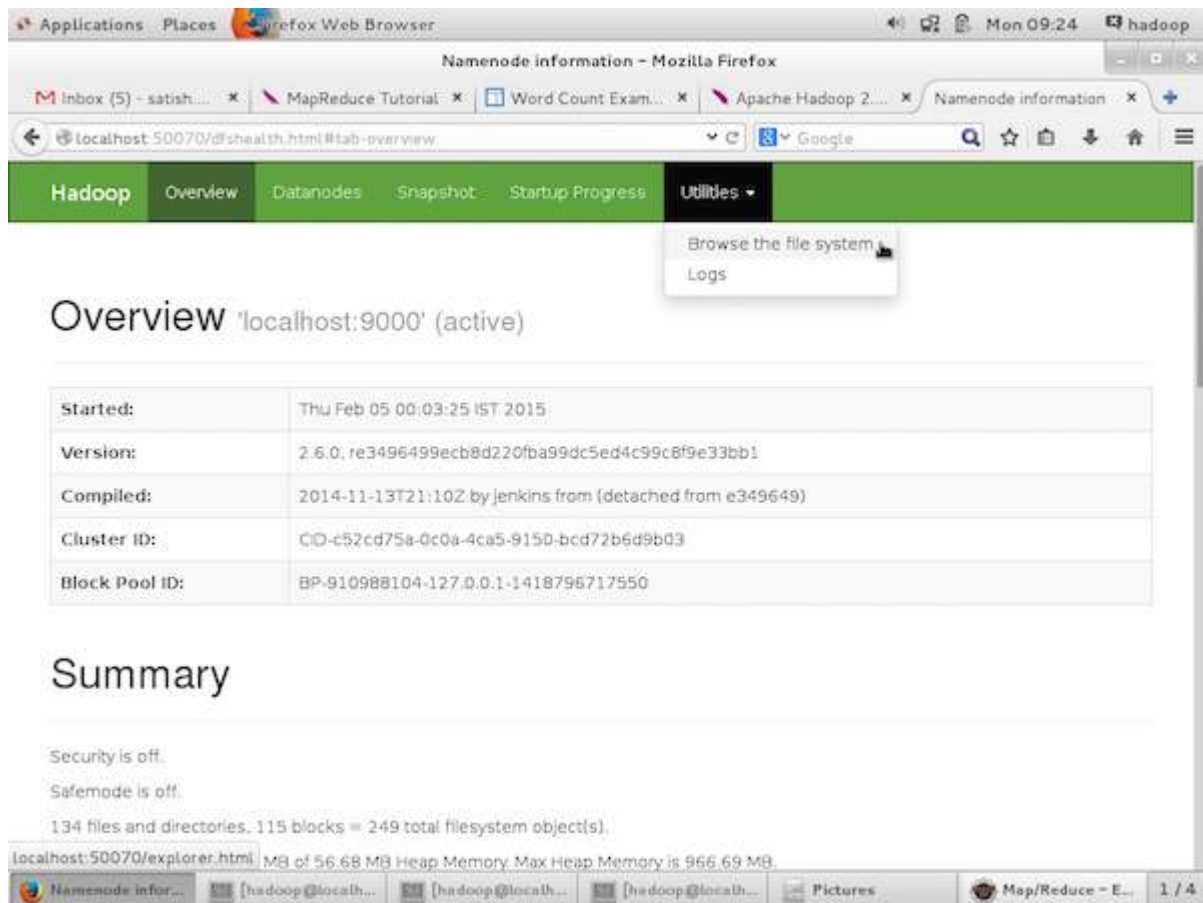 Applications Places Firefox Web Browser Mon 09:24 hadoop
Namenode information - Mozilla Firefox
Inbox (5) - satish.... MapReduce Tutorial Word Count Exam... Apache Hadoop 2.... Namenode information
localhost:50070/dfshealth.html#tab-overview Google
Hadoop Overview Datanodes Snapshot Startup Progress Utilities
Browse the file system
Logs
Overview 'localhost:9000' (active)
Started: Thu Feb 05 00:03:25 IST 2015
Version: 2.6.0, re3496499ecb8d220fba99dc5ed4c99c8f9e33bb1
Compiled: 2014-11-13T21:10Z by jenkins from (detached from e349649)
Cluster ID: CID-c52cd75a-0c0a-4ca5-9150-bcd72b6d9b03
Block Pool ID: BP-910988104-127.0.0.1-1418796717550
Summary
Security is off.
Safemode is off.
134 files and directories, 115 blocks = 249 total filesystem object(s).
localhost:50070/explorer.html MB of 56.68 MB Heap Memory. Max Heap Memory is 966.69 MB.
Namenode infor... [hadoop@localh... [hadoop@localh... [hadoop@localh... Pictures Map/Reduce - E... 1 / 4